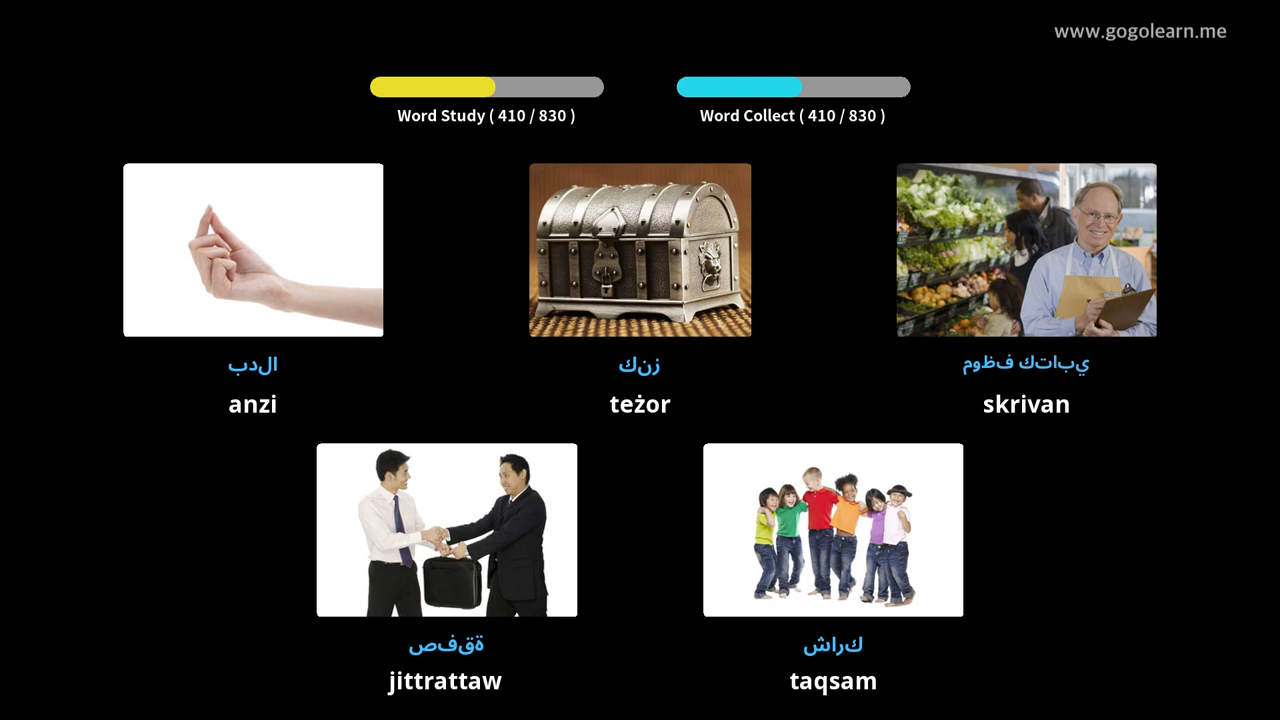 www.gogolearn.me
Word Study ( 410 / 830 )
Word Collect ( 410 / 830 )
الدب
زنك
يباتك فظوم
anzi
teżor
skrivan
ةقفص
كراش
jittrattaw
taqsam